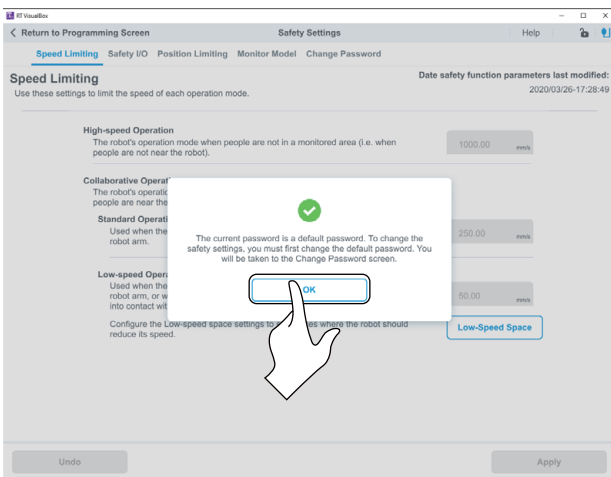 RT VisualBox
Return to Programming Screen Safety Settings Help
Speed Limiting Safety I/O Position Limiting Monitor Model Change Password
Speed Limiting
Date safety function parameters last modified:
Use these settings to limit the speed of each operation mode.
2020/03/26-17:28:49
High-speed Operation
The robot's operation mode when people are not in a monitored area (i.e. when
people are not near the robot).
1000.00 mm/s
Collaborative Operat
The robot's operatio
people are near the
Standard Operati
Used when the
robot arm.
250.00 mm/s
The current password is a default password. To change the
safety settings, you must first change the default password. You
will be taken to the Change Password screen.
OK
Low-speed Opera
Used when the
robot arm, or w
into contact wit
50.00 mm/s
Configure the Low-speed space settings to es where the robot should
reduce its speed.
Low-Speed Space
Undo Apply